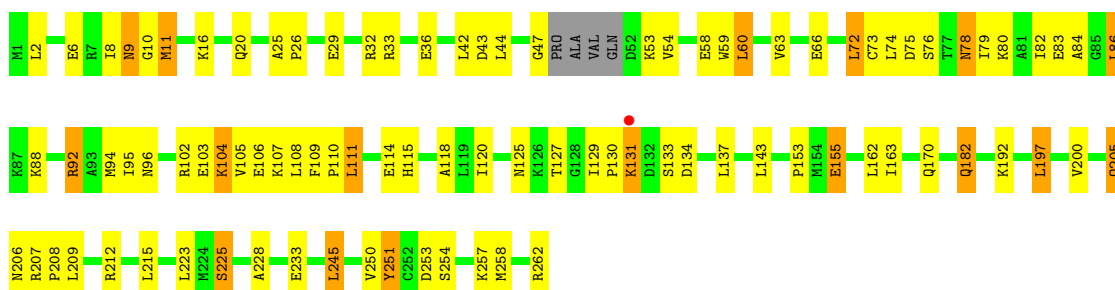 M1 L2 E6 R7 I8 N9 G10 M11 K16 Q20 A25 P26 E29 R32 R33 E36 L42 D43 L44 G47 PRO ALA VAL GLN D52 K53 V54 E58 W59 L60 V63 E66 L72 C73 L74 D75 S76 T77 N78 I79 K80 A81 I82 E83 A84 G85 L86
K87 K88 R92 A93 M94 I95 N96 R102 E103 K104 V105 E106 K107 L108 F109 P110 L111 E114 H115 A118 L119 I120 N125 K126 T127 G128 I129 P130 K131 D132 S133 D134 L137 L143 P153 M154 E155 L162 I163 Q170 Q182 K192 L197 V200
N206 R207 P208 L209 R212 L215 L223 M224 S225 A228 E233 L245 V250 Y251 C252 D253 S254 K257 M258 R262